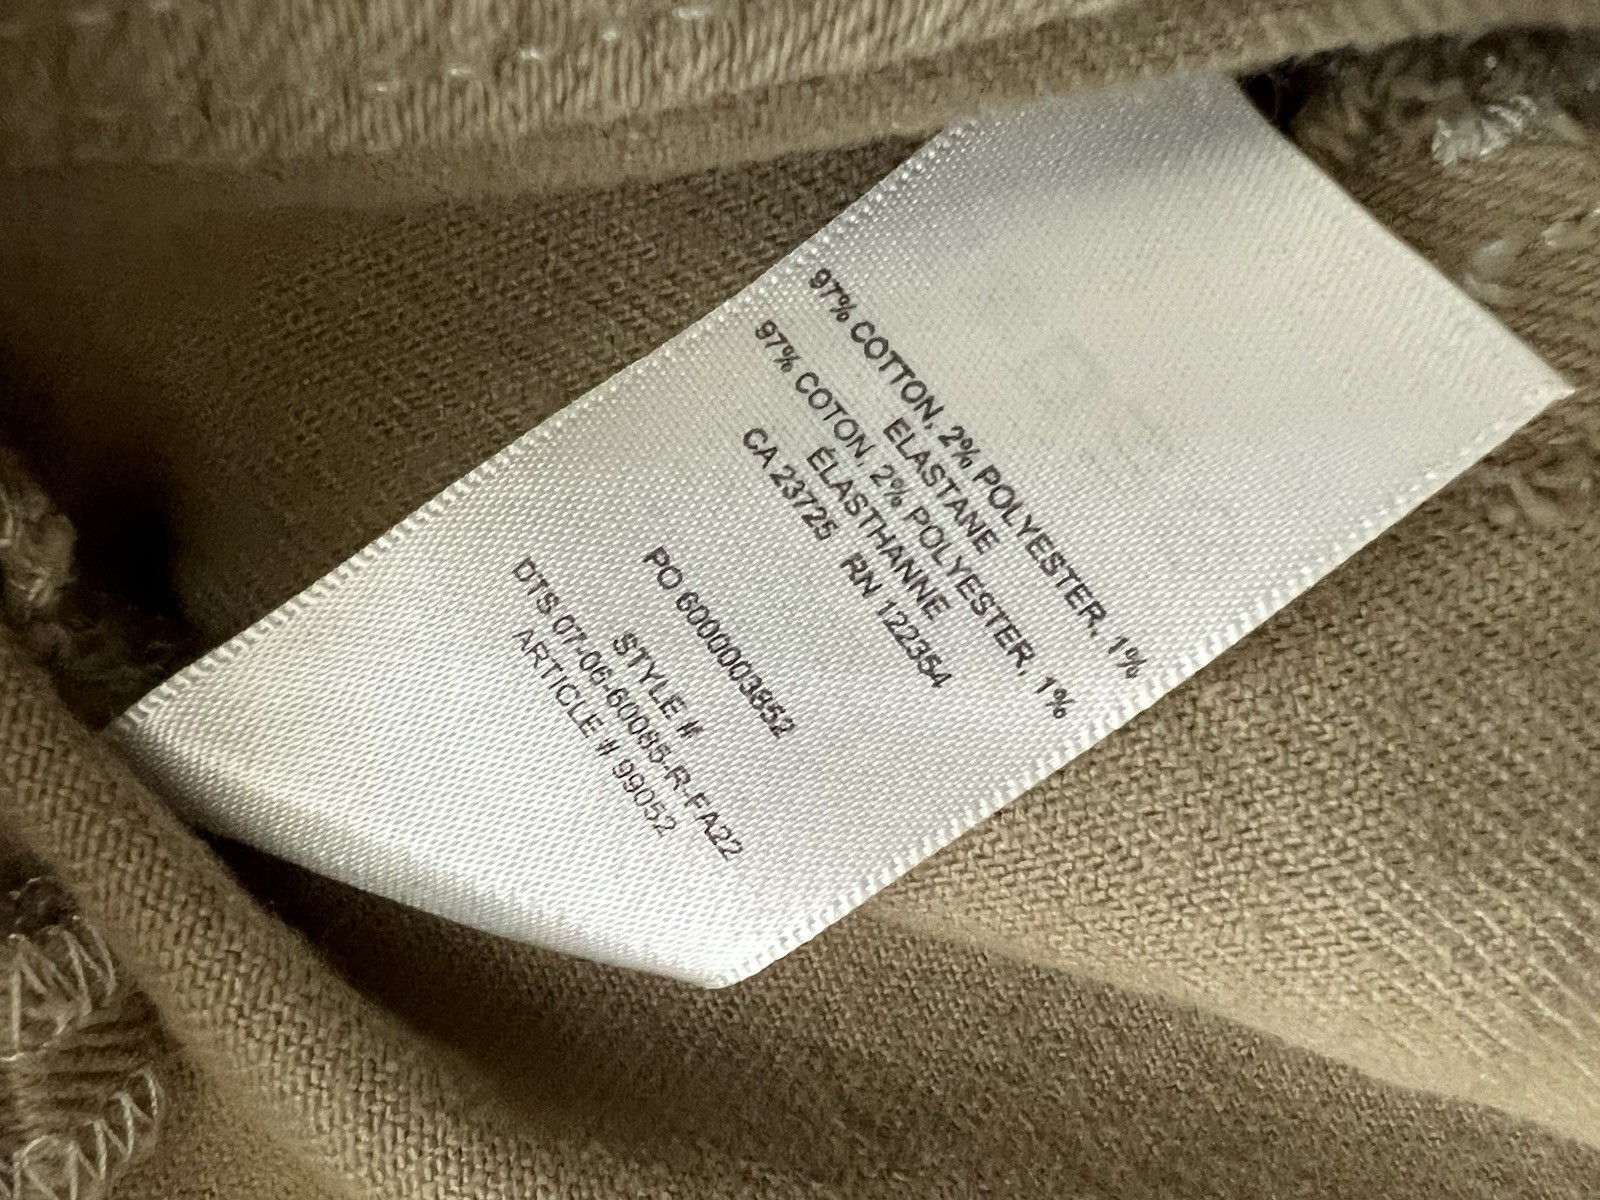 97% COTTON, 2% POLYESTER, 1%
ELASTANE
97% COTON, 2% POLYESTER, 1%
ÉLASTHANNE
CA 23725 RN 122354
PO 6000003852
STYLE #
DTS 07-06-60085-R-FA22
ARTICLE # 99052